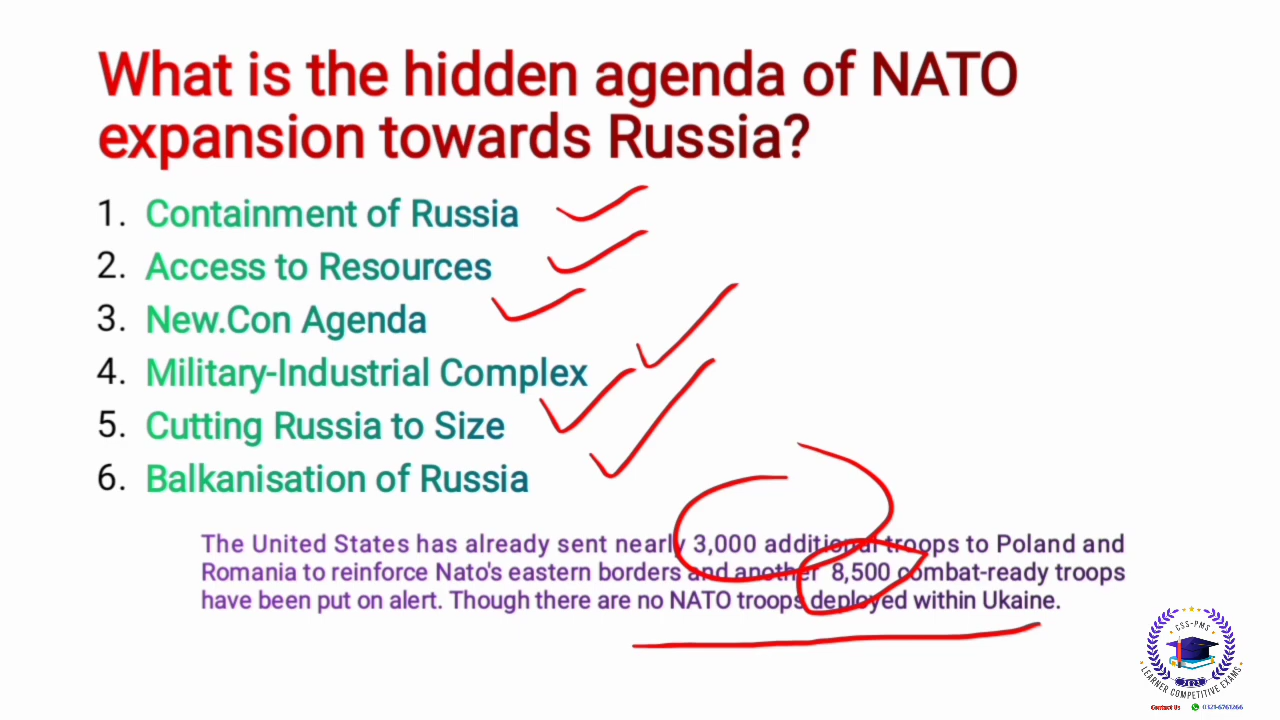 What is the hidden agenda of NATO
expansion towards Russia?
1. Containment of Russia
2. Access to Resources
3. New.Con Agenda
4. Military-Industrial Complex
5. Cutting Russia to Size
6. Balkanisation of Russia
The United States has already sent nearly 3,000 additional troops to Poland and
Romania to reinforce Nato's eastern borders and another 8,500 combat-ready troops
have been put on alert. Though there are no NATO troops deployed within Ukaine.
CSS-PMS
LEARNER COMPETITIVE EXAMS
Contact Us 0321-6761266